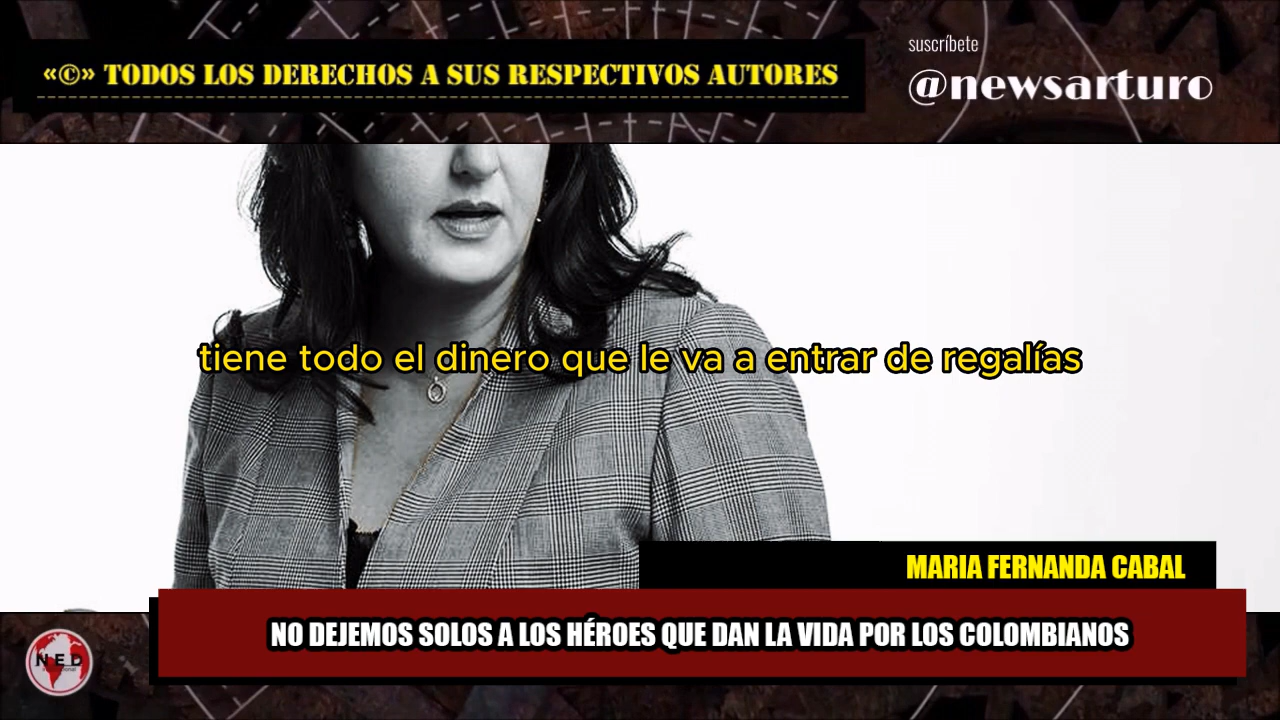 «©» TODOS LOS DERECHOS A SUS RESPECTIVOS AUTORES
suscríbete
@newsarturo
tiene todo el dinero que le va a entrar de regalías
MARIA FERNANDA CABAL
NO DEJEMOS SOLOS A LOS HÉROES QUE DAN LA VIDA POR LOS COLOMBIANOS
NED